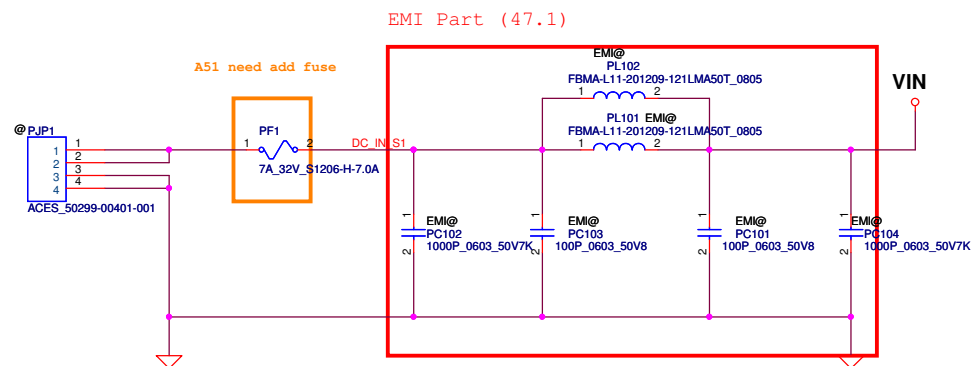 EMI Part (47.1)
A51 need add fuse
EMI@
PL102
FBMA-L11-201209-121LMA50T_0805
1 2
VIN
@ PJP1
1 1
2 2
3 3
4 4
ACES_50299-00401-001
PF1
1 2
7A_32V_S1206-H-7.0A
DC_IN_S1
PL101 EMI@
FBMA-L11-201209-121LMA50T_0805
1 2
1
2
EMI@
PC102
1000P_0603_50V7K
1
2
EMI@
PC103
100P_0603_50V8
1
2
EMI@
PC101
100P_0603_50V8
1
2
EMI@
PC104
1000P_0603_50V7K